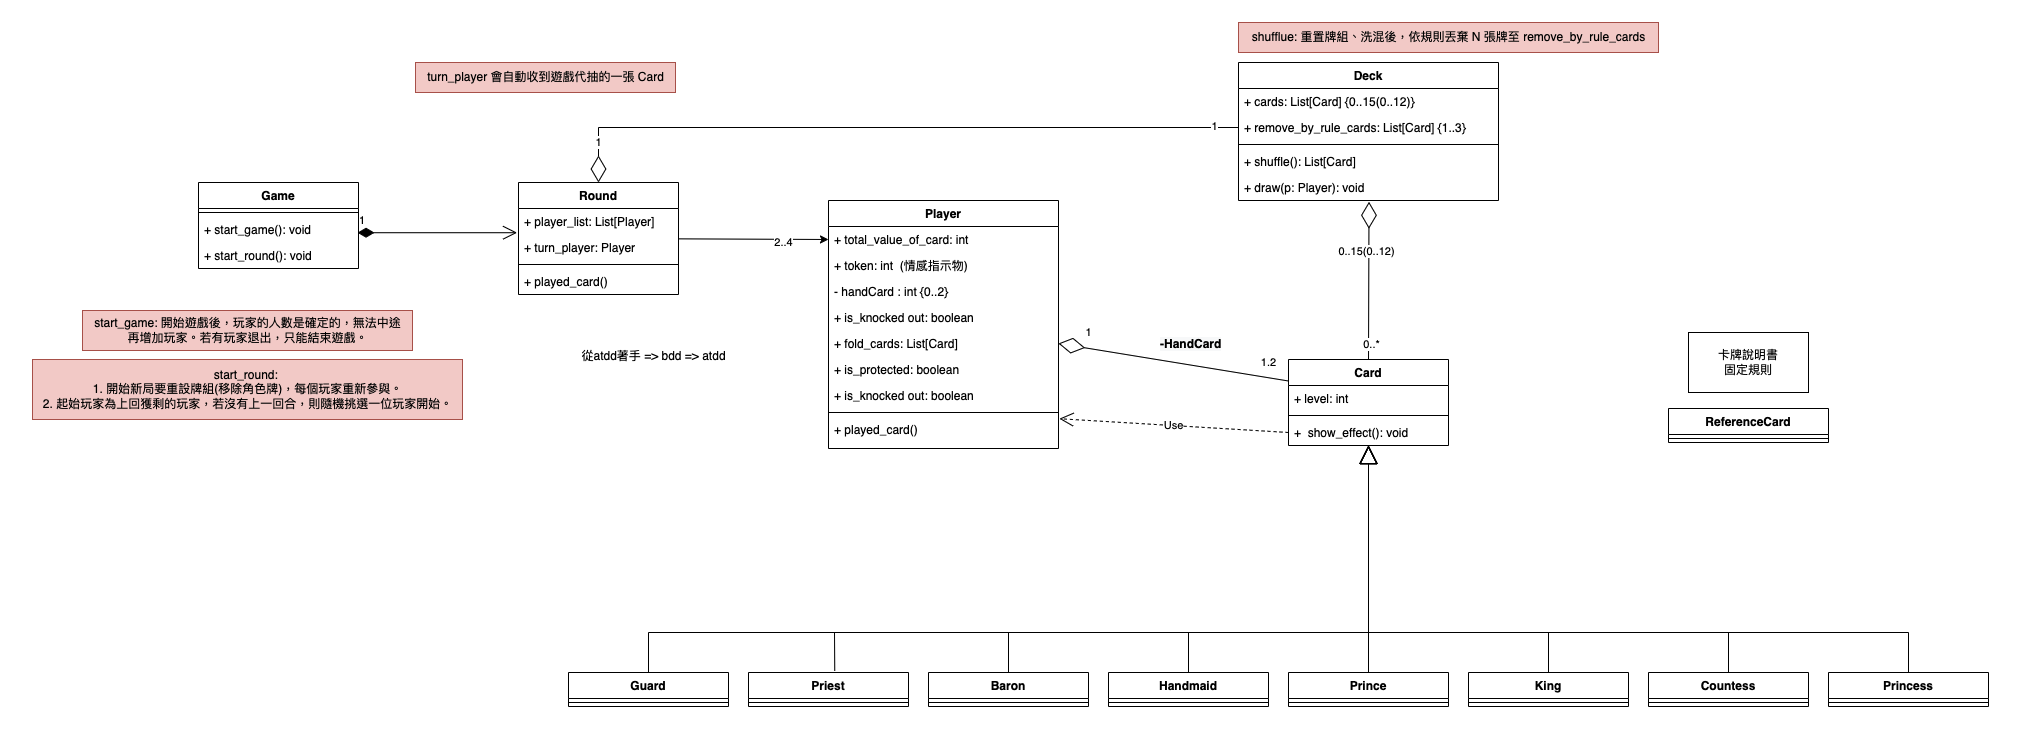 shufflue: 重置牌組、洗混後，依規則丟棄 N 張牌至 remove_by_rule_cards
turn_player 會自動收到遊戲代抽的一張 Card
Deck
+ cards: List[Card] {0..15(0..12)}
+ remove_by_rule_cards: List[Card] {1..3}
+ shuffle(): List[Card]
+ draw(p: Player): void
1
1
Game
+ start_game(): void
+ start_round(): void
1
Round
+ player_list: List[Player]
+ turn_player: Player
+ played_card()
2..4
Player
+ total_value_of_card: int
+ token: int  (情感指示物)
- handCard : int {0..2}
+ is_knocked out: boolean
+ fold_cards: List[Card]
+ is_protected: boolean
+ is_knocked out: boolean
+ played_card()
0..15(0..12)
0..*
1
-HandCard
1.2
Use
Card
+ level: int
+  show_effect(): void
start_game: 開始遊戲後，玩家的人數是確定的，無法中途
再增加玩家。若有玩家退出，只能結束遊戲。
start_round:
1. 開始新局要重設牌組(移除角色牌)，每個玩家重新參與。
2. 起始玩家為上回獲剩的玩家，若沒有上一回合，則隨機挑選一位玩家開始。
從atdd著手 => bdd => atdd
卡牌說明書
固定規則
ReferenceCard
Guard
Priest
Baron
Handmaid
Prince
King
Countess
Princess